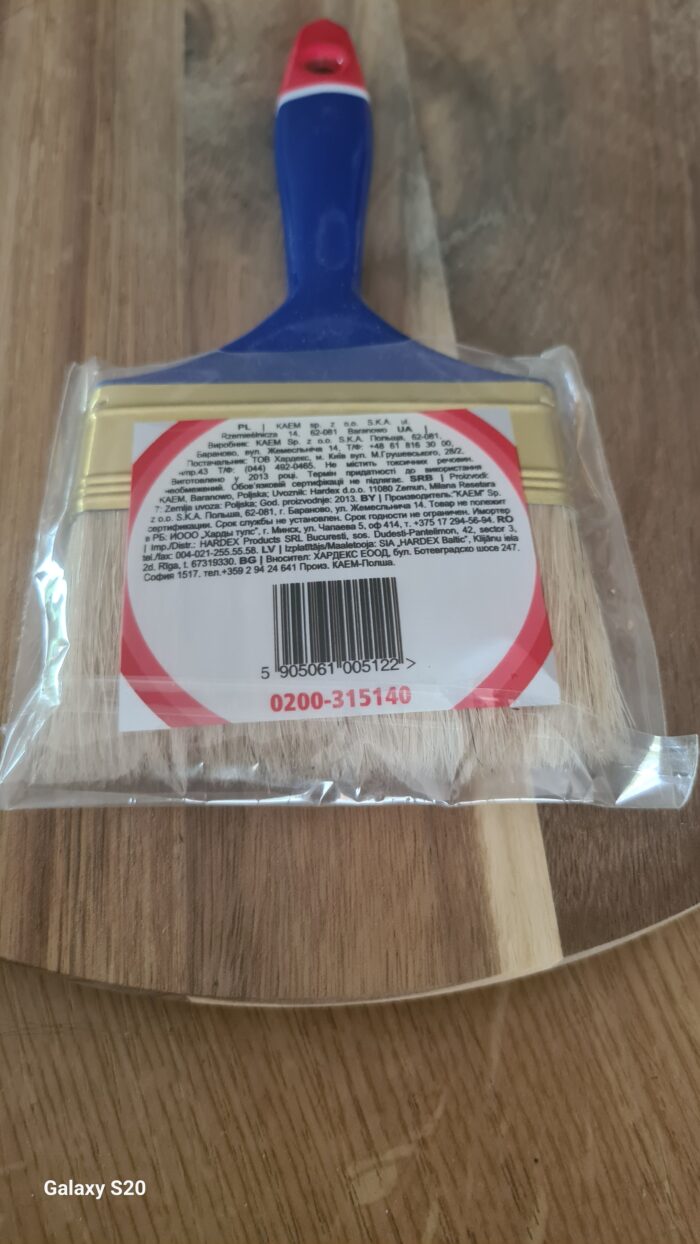 PL | KAEM sp. z o.o. S.K.A. ul.
Rzemieślnicza 14, 62-081 Baranowo UA |
Виробник: КАЕМ Sp. z o.o. S.K.A. Польща, 62-081,
Бараново, вул. Жемесльнича 14, Т/Ф: +48 61 816 30 00,
Постачальник: ТОВ Хардекс, м. Київ вул. М.Грушевського, 28/2,
43 Т/Ф: (044) 492-0465. Не містить токсичних речовин.
Виготовлено у 2013 році. Термін придатності до використання
необмежений. Обов'язковій сертифікації не підлягає. SRB | Proizvodi:
KAEM, Baranowo, Poljska; Uvoznik: Hardex d.o.o. 11080 Zemun, Milana Rešetara
7; Zemlja uvoza: Poljska; God. proizvodnje: 2013. BY | Производитель:"KAEM" Sp.
z o.o. S.K.A. Польша, 62-081, г. Бараново, ул. Жемесльнича 14. Товар не полежит
сертификации. Срок службы не установлен. Срок годности не ограничен. Имортер
в РБ: ИООО „Харды тулс", г. Минск, ул. Чапаева 5, оф 414, т. +375 17 294-56-94. RO
| Imp./Distr.: HARDEX Products SRL Bucuresti, sos. Dudesti-Pantelimon, 42, sector 3,
tel./fax: 004-021-255.55.58. LV | Izplatītājs/Maaletooja: SIA „HARDEX Baltic", Klijānu iela
2d, Rīga, t. 67319330. BG | Вносител: ХАРДЕКС ЕООД, бул. Ботевградско шосе 247,
София 1517, тел.+359 2 94 24 641 Произ. КАЕМ-Полша.
5 905061 005122 >
0200-315140
Galaxy S20